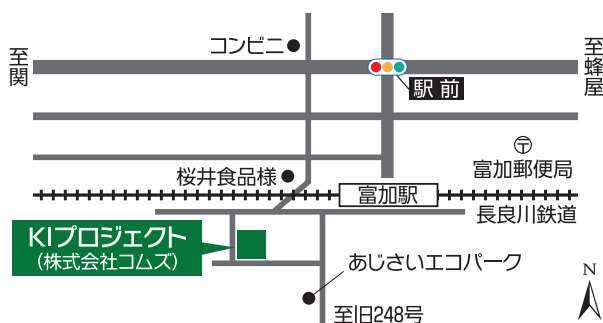 コンビニ
至関
至蜂屋
駅前
〒
富加郵便局
桜井食品様
富加駅
長良川鉄道
KIプロジェクト
(株式会社コムズ)
あじさいエコパーク
至旧248号
N